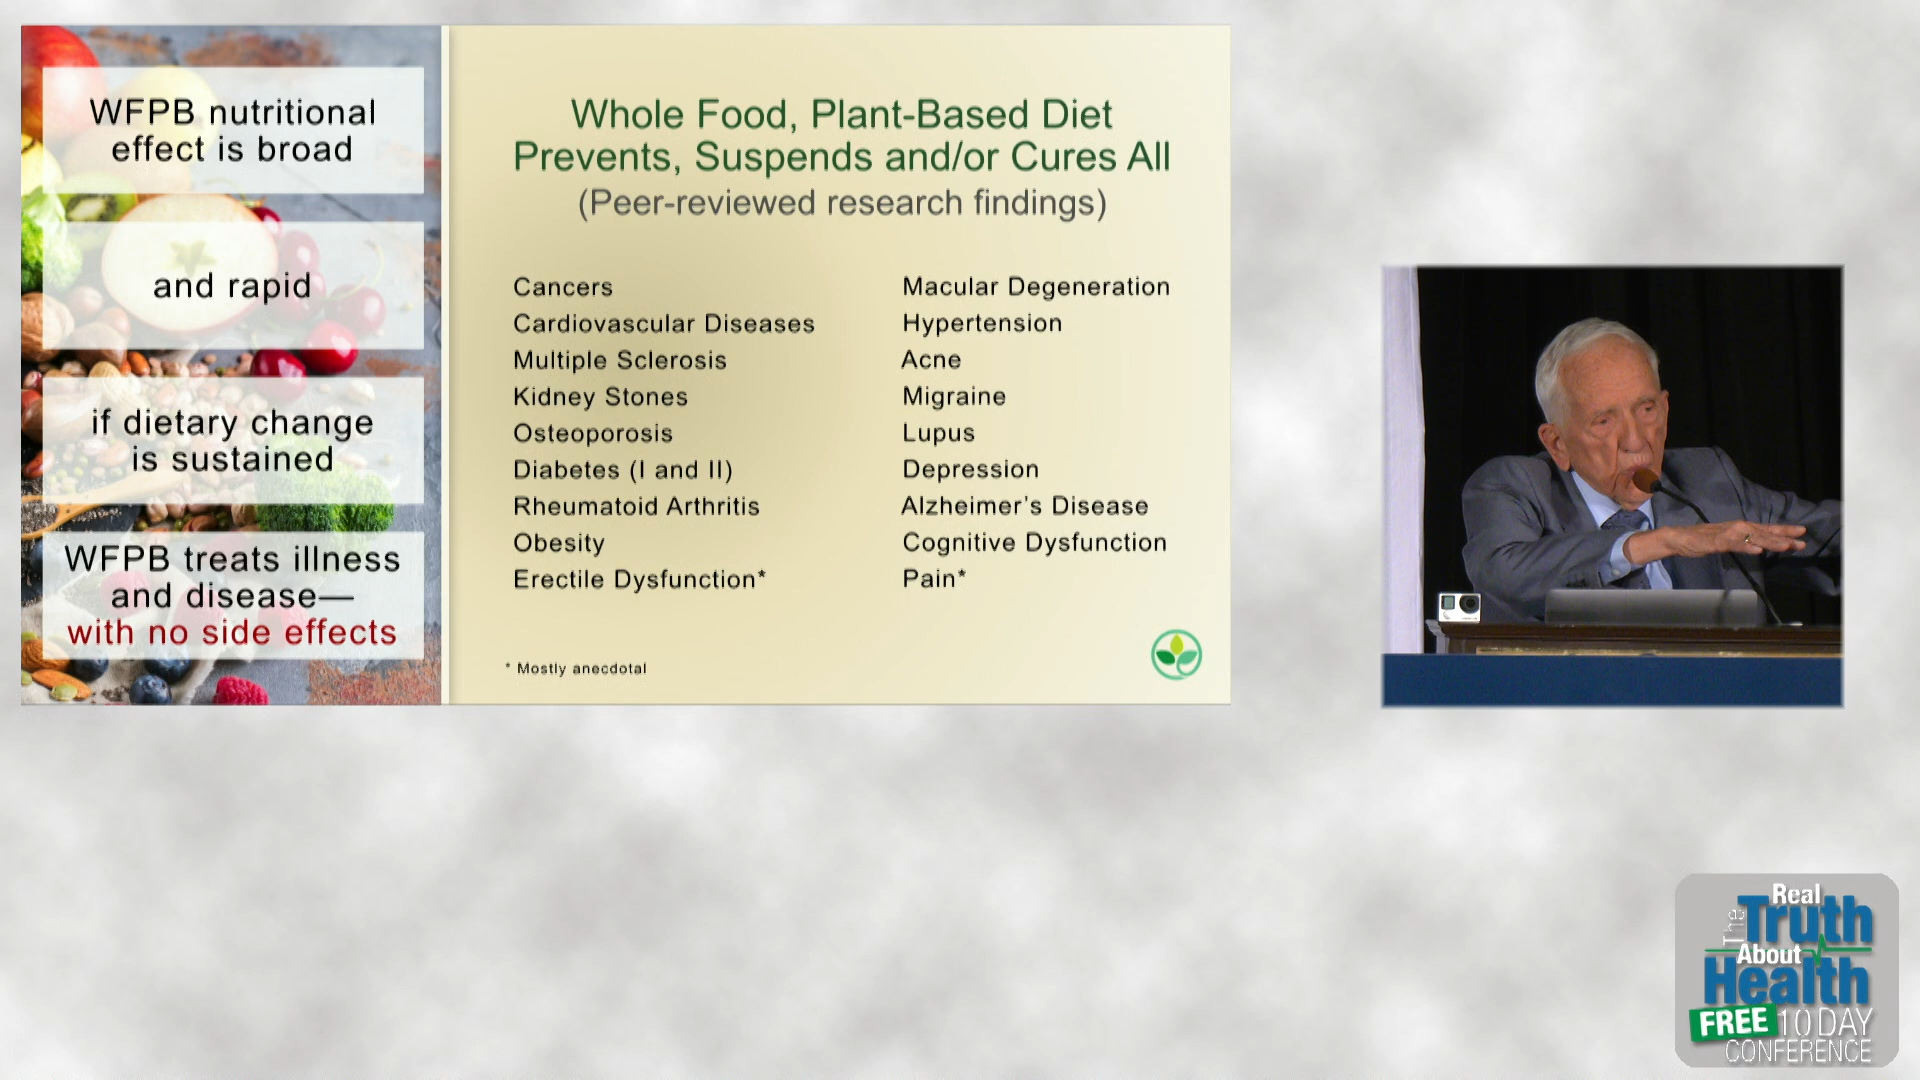 WFPB nutritional
effect is broad
and rapid
if dietary change
is sustained
WFPB treats illness
and disease—
with no side effects
Whole Food, Plant-Based Diet
Prevents, Suspends and/or Cures All
(Peer-reviewed research findings)
Cancers
Cardiovascular Diseases
Multiple Sclerosis
Kidney Stones
Osteoporosis
Diabetes (I and II)
Rheumatoid Arthritis
Obesity
Erectile Dysfunction*
Macular Degeneration
Hypertension
Acne
Migraine
Lupus
Depression
Alzheimer's Disease
Cognitive Dysfunction
Pain*
* Mostly anecdotal
The Real
Truth
About
Health
FREE 10 DAY
CONFERENCE